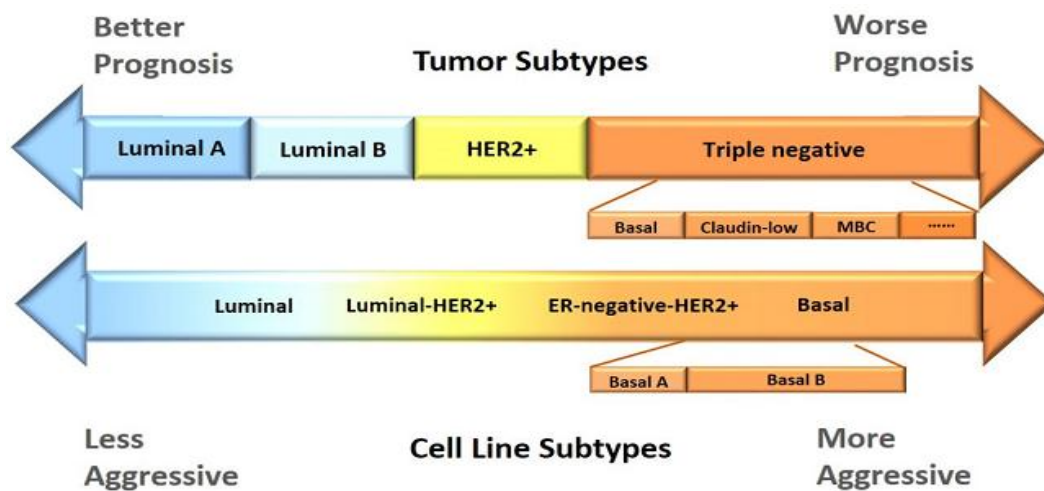 Better
Prognosis
Tumor Subtypes
Worse
Prognosis
Luminal A
Luminal B
HER2+
Triple negative
Basal
Claudin-low
MBC
......
Luminal
Luminal-HER2+
ER-negative-HER2+
Basal
Basal A
Basal B
Less
Aggressive
Cell Line Subtypes
More
Aggressive